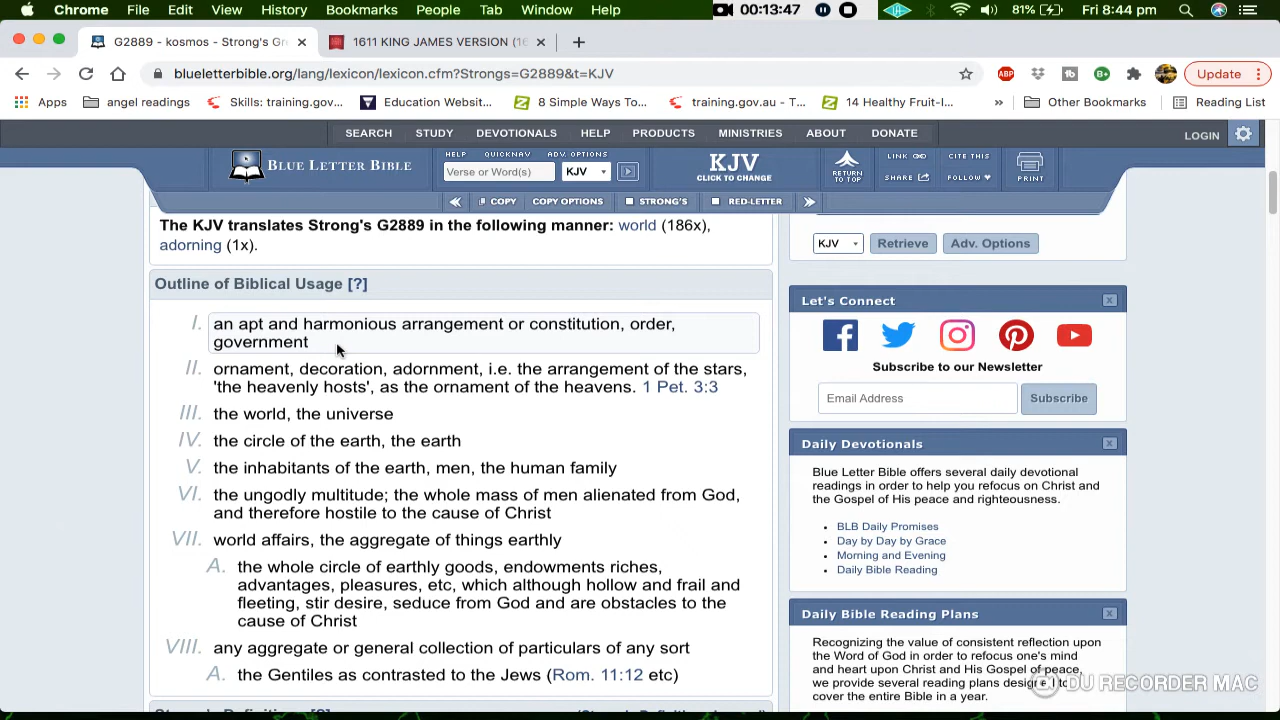 Chrome File Edit View History Bookmarks People Tab Window Help 00:13:47 81% Fri 8:44 pm
G2889 - kosmos - Strong's Gr 1611 KING JAMES VERSION (1
blueletterbible.org/lang/lexicon/lexicon.cfm?Strongs=G2889&t=KJV ABP Update
Apps angel readings Skills: training.gov... Education Websit... 8 Simple Ways To... training.gov.au - T... 14 Healthy Fruit-I... » Other Bookmarks Reading List
SEARCH STUDY DEVOTIONALS HELP PRODUCTS MINISTRIES ABOUT DONATE LOGIN
BLUE LETTER BIBLE
HELP QUICKNAV ADV. OPTIONS
Verse or Word(s) KJV
KJV
CLICK TO CHANGE
RETURN
TO TOP
LINK CITE THIS
SHARE FOLLOW
PRINT
COPY COPY OPTIONS STRONG'S RED-LETTER
The KJV translates Strong's G2889 in the following manner: world (186x),
adorning (1x).
Outline of Biblical Usage [?]
I. an apt and harmonious arrangement or constitution, order,
government
II. ornament, decoration, adornment, i.e. the arrangement of the stars,
'the heavenly hosts', as the ornament of the heavens. 1 Pet. 3:3
III. the world, the universe
IV. the circle of the earth, the earth
V. the inhabitants of the earth, men, the human family
VI. the ungodly multitude; the whole mass of men alienated from God,
and therefore hostile to the cause of Christ
VII. world affairs, the aggregate of things earthly
A. the whole circle of earthly goods, endowments riches,
advantages, pleasures, etc, which although hollow and frail and
fleeting, stir desire, seduce from God and are obstacles to the
cause of Christ
VIII. any aggregate or general collection of particulars of any sort
A. the Gentiles as contrasted to the Jews (Rom. 11:12 etc)
KJV Retrieve Adv. Options
Let's Connect
Subscribe to our Newsletter
Email Address Subscribe
Daily Devotionals
Blue Letter Bible offers several daily devotional
readings in order to help you refocus on Christ and
the Gospel of His peace and righteousness.
• BLB Daily Promises
• Day by Day by Grace
• Morning and Evening
• Daily Bible Reading
Daily Bible Reading Plans
Recognizing the value of consistent reflection upon
the Word of God in order to refocus one's mind
and heart upon Christ and His Gospel of peace,
we provide several reading plans designed to
cover the entire Bible in a year.
DU RECORDER MAC